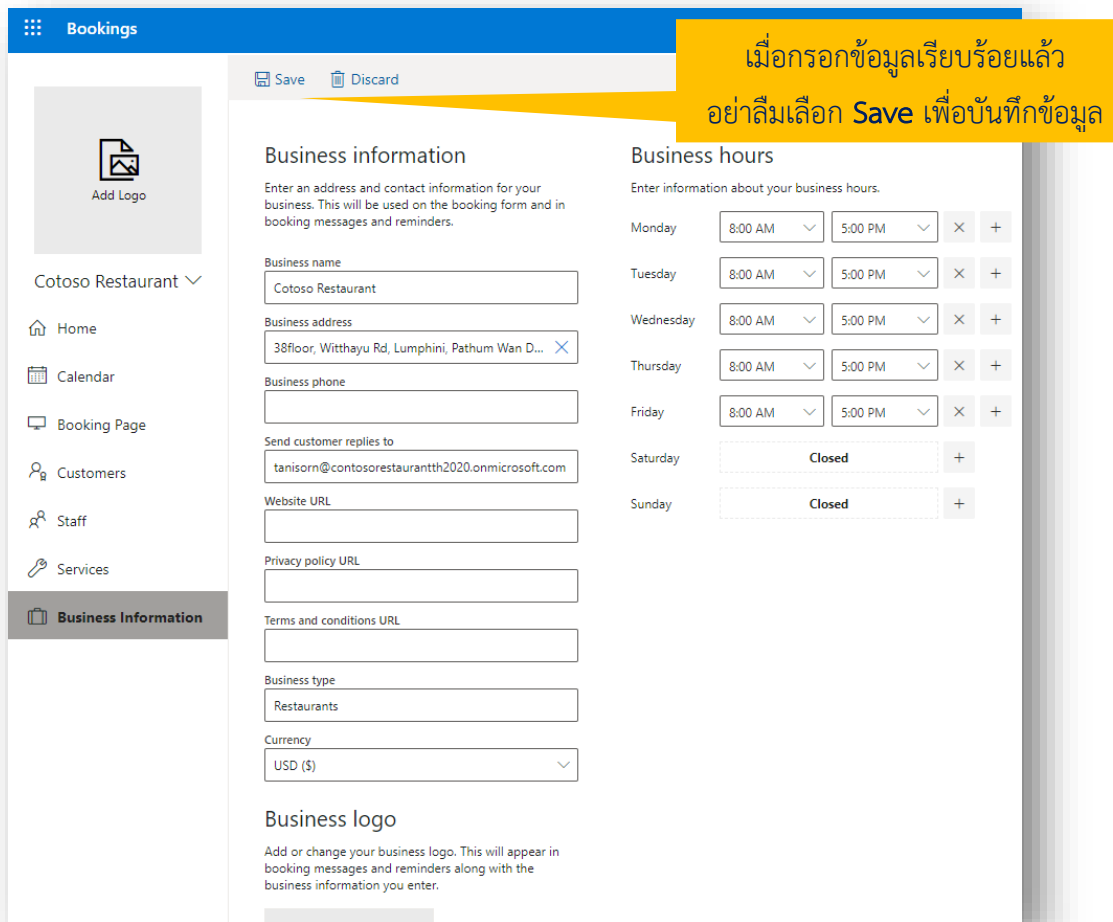 Bookings
เมื่อกรอกข้อมูลเรียบร้อยแล้ว
อย่าลืมเลือก Save เพื่อบันทึกข้อมูล
Save Discard
Add Logo
Cotoso Restaurant
Home
Calendar
Booking Page
Customers
Staff
Services
Business Information
Business information
Enter an address and contact information for your
business. This will be used on the booking form and in
booking messages and reminders.
Business name
Cotoso Restaurant
Business address
38floor, Witthayu Rd, Lumphini, Pathum Wan D...
Business phone
Send customer replies to
tanisorn@contosorestaurantth2020.onmicrosoft.com
Website URL
Privacy policy URL
Terms and conditions URL
Business type
Restaurants
Currency
USD ($)
Business logo
Add or change your business logo. This will appear in
booking messages and reminders along with the
business information you enter.
Business hours
Enter information about your business hours.
Monday 8:00 AM 5:00 PM
Tuesday 8:00 AM 5:00 PM
Wednesday 8:00 AM 5:00 PM
Thursday 8:00 AM 5:00 PM
Friday 8:00 AM 5:00 PM
Saturday Closed
Sunday Closed